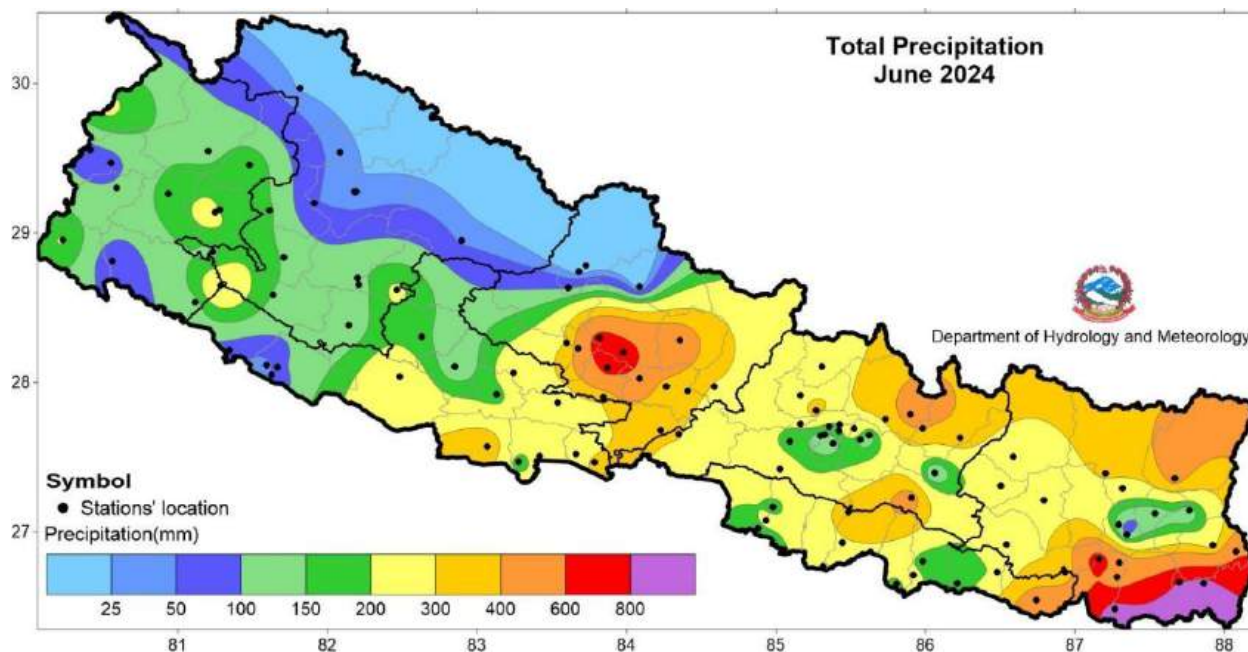 Total Precipitation
June 2024
30
29
28
27
Department of Hydrology and Meteorology
Symbol
Stations' location
Precipitation(mm)
25 50 100 150 200 300 400 600 800
81 82 83 84 85 86 87 88